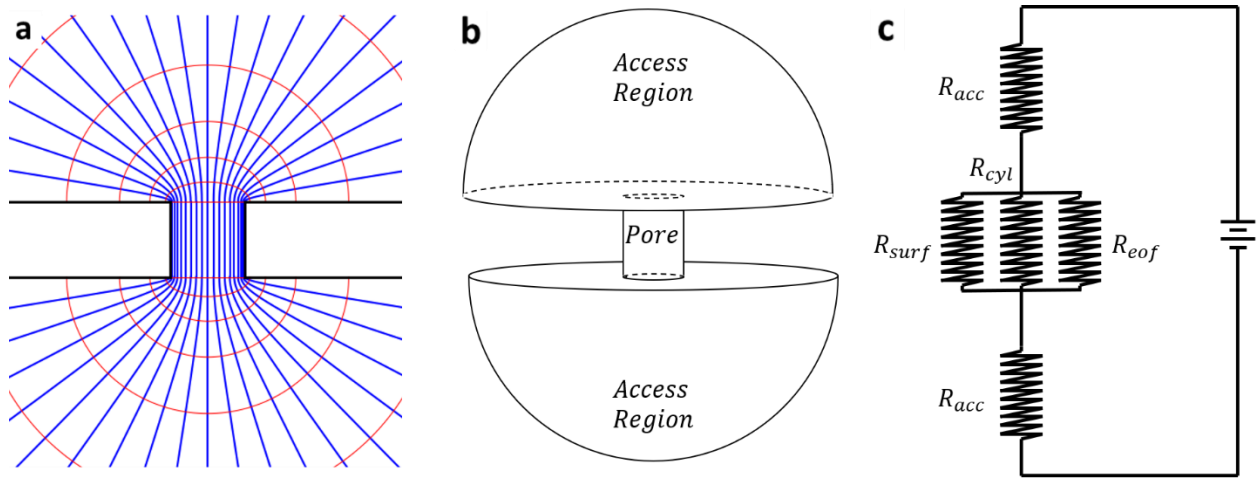 a
b
Access
Region
Pore
Access
Region
c
R_acc
R_cyl
R_surf
R_eof
R_acc